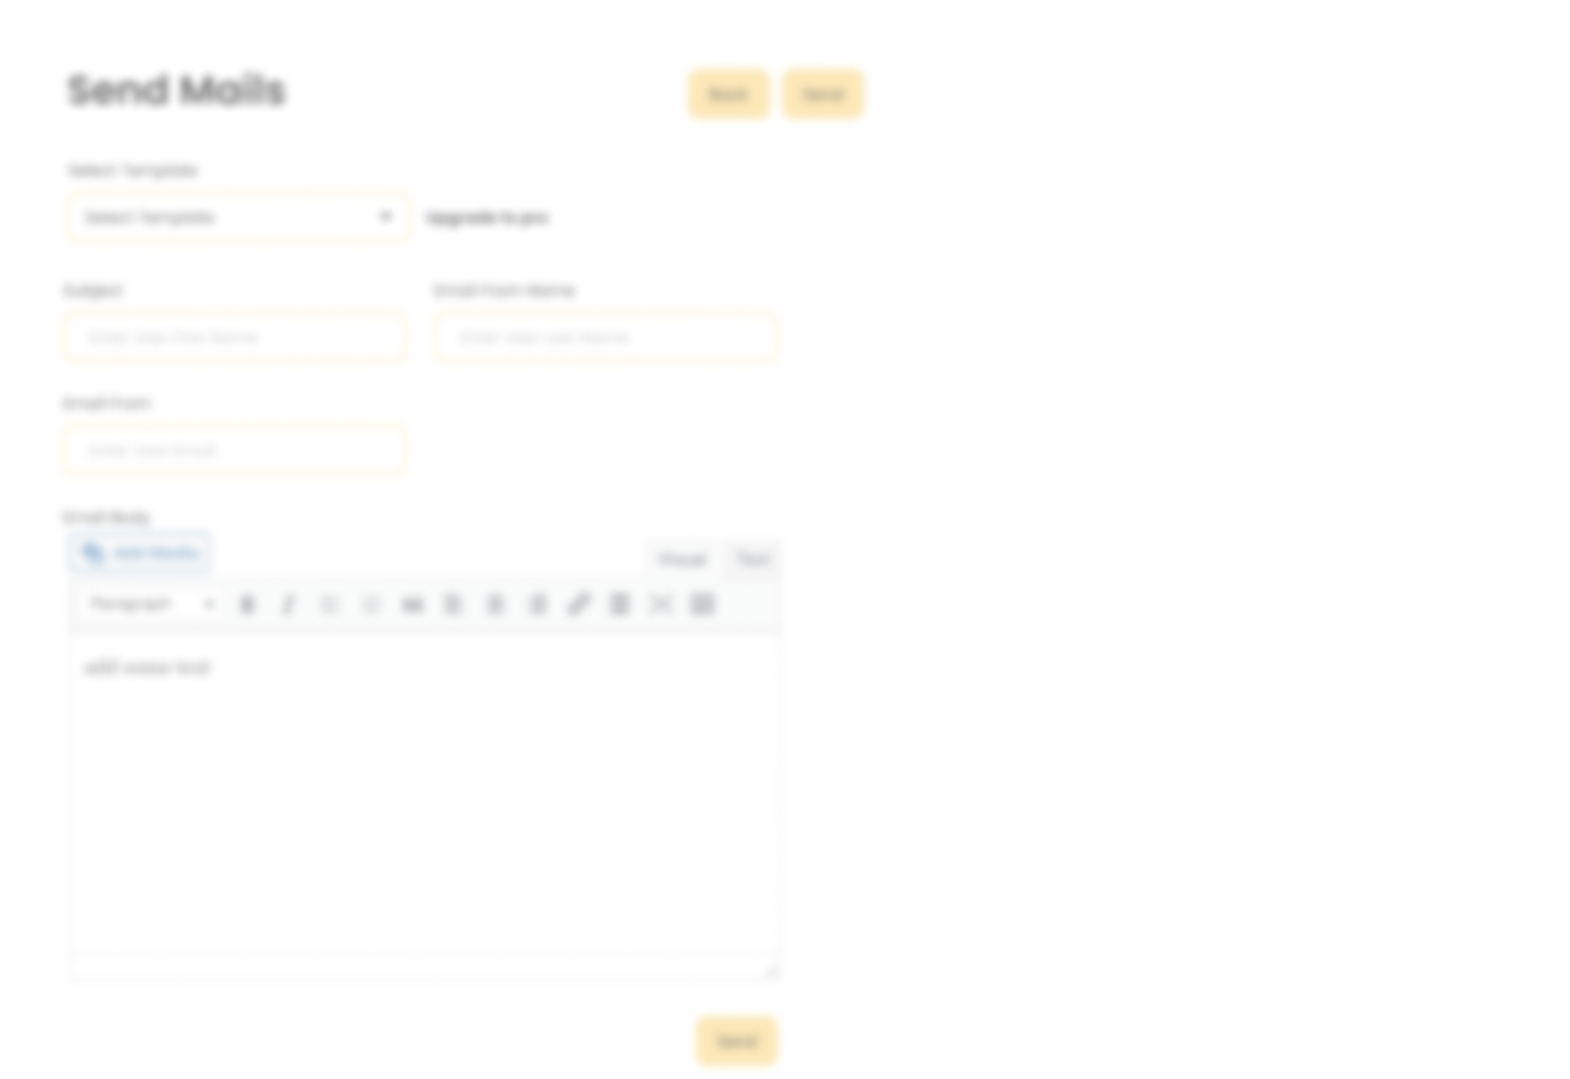 Send Mails
Back Send
Select Template
Select Template Upgrade to pro
Subject Email From Name
Enter user First Name Enter user Last Name
Email From
Enter User Email
Email Body
Add Media Visual Text
Paragraph
text
Send